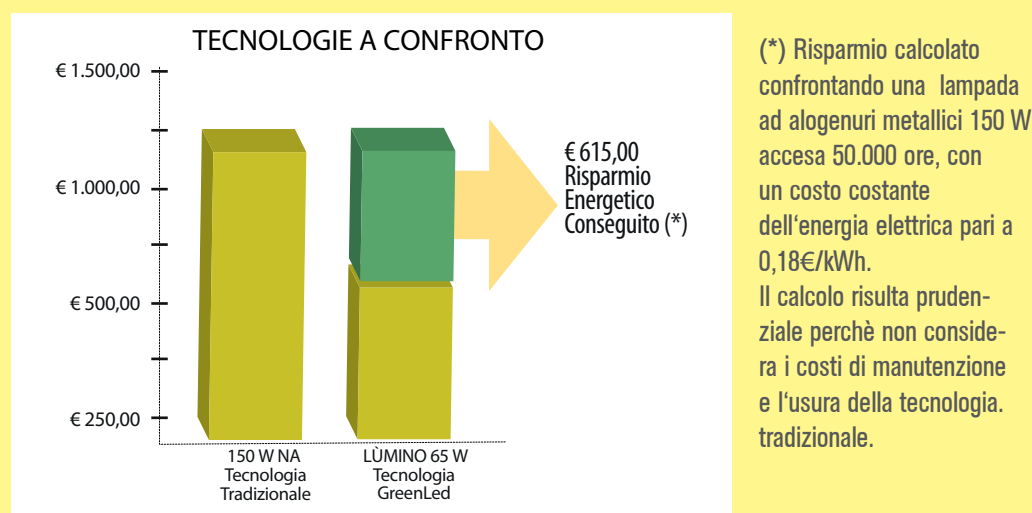 TECNOLOGIE A CONFRONTO
€ 1.500,00
€ 1.000,00
€ 500,00
€ 250,00
150 W NA
Tecnologia
Tradizionale
LÙMINO 65 W
Tecnologia
GreenLed
€ 615,00
Risparmio
Energetico
Conseguito (*)
(*) Risparmio calcolato
confrontando una lampada
ad alogenuri metallici 150 W
accesa 50.000 ore, con
un costo costante
dell'energia elettrica pari a
0,18€/kWh.
Il calcolo risulta pruden-
ziale perchè non conside-
ra i costi di manutenzione
e l'usura della tecnologia.
tradizionale.